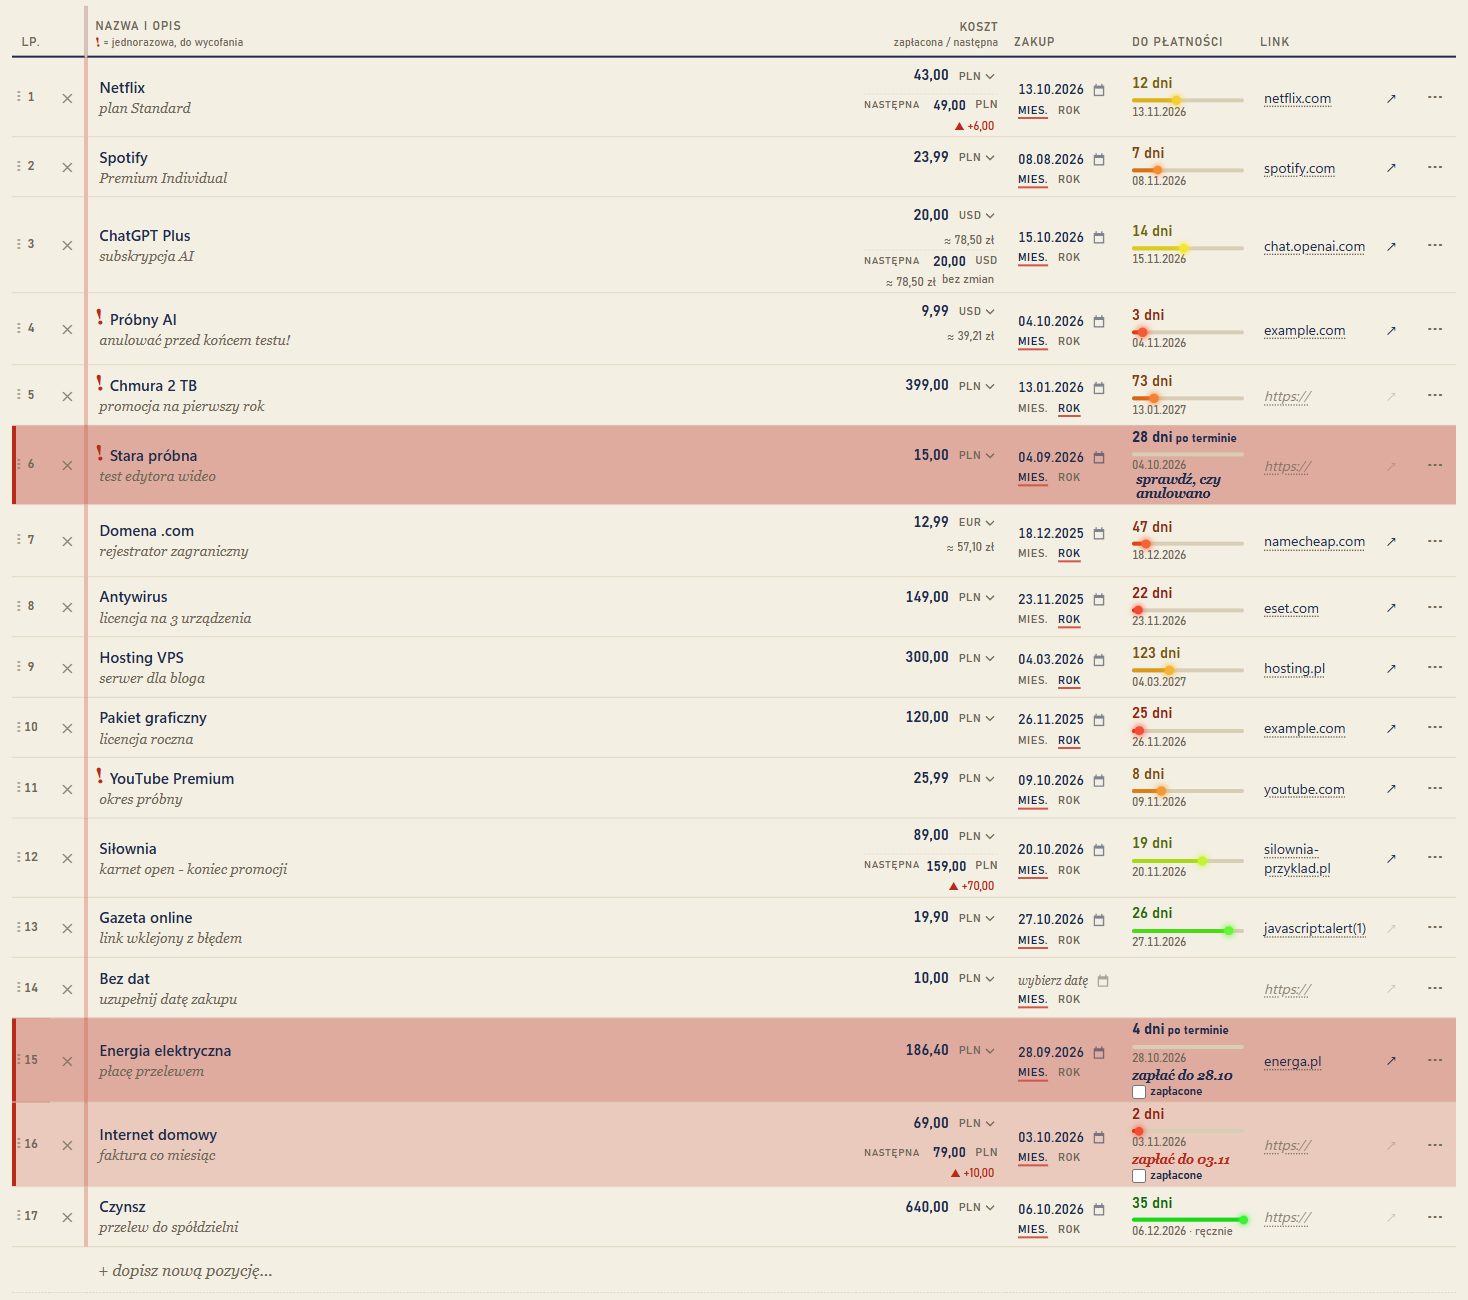 LP. NAZWA I OPIS KOSZT ZAKUP DO PŁATNOŚCI LINK
! = jednorazowa, do wycofania zapłacona / następna
1 Netflix 43,00 PLN 13.10.2026 12 dni netflix.com ↗ ...
plan Standard NASTĘPNA 49,00 PLN MIES. ROK 13.11.2026
▲ +6,00
2 Spotify 23,99 PLN 08.08.2026 7 dni spotify.com ↗ ...
Premium Individual MIES. ROK 08.11.2026
3 ChatGPT Plus 20,00 USD 15.10.2026 14 dni chat.openai.com ↗ ...
subskrypcja AI ≈ 78,50 zł MIES. ROK 15.11.2026
NASTĘPNA 20,00 USD
≈ 78,50 zł bez zmian
4 ! Próbny AI 9,99 USD 04.10.2026 3 dni example.com ↗ ...
anulować przed końcem testu! ≈ 39,21 zł MIES. ROK 04.11.2026
5 ! Chmura 2 TB 399,00 PLN 13.01.2026 73 dni https:// ↗ ...
promocja na pierwszy rok MIES. ROK 13.01.2027
6 ! Stara próbna 15,00 PLN 04.09.2026 28 dni po terminie https:// ↗ ...
test edytora wideo MIES. ROK 04.10.2026
sprawdź, czy
anulowano
7 Domena .com 12,99 EUR 18.12.2025 47 dni namecheap.com ↗ ...
rejestrator zagraniczny ≈ 57,10 zł MIES. ROK 18.12.2026
8 Antywirus 149,00 PLN 23.11.2025 22 dni eset.com ↗ ...
licencja na 3 urządzenia MIES. ROK 23.11.2026
9 Hosting VPS 300,00 PLN 04.03.2026 123 dni hosting.pl ↗ ...
serwer dla bloga MIES. ROK 04.03.2027
10 Pakiet graficzny 120,00 PLN 26.11.2025 25 dni example.com ↗ ...
licencja roczna MIES. ROK 26.11.2026
11 ! YouTube Premium 25,99 PLN 09.10.2026 8 dni youtube.com ↗ ...
okres próbny MIES. ROK 09.11.2026
12 Siłownia 89,00 PLN 20.10.2026 19 dni silownia-
karnet open - koniec promocji NASTĘPNA 159,00 PLN MIES. ROK 20.11.2026 przyklad.pl ↗ ...
▲ +70,00
13 Gazeta online 19,90 PLN 27.10.2026 26 dni javascript:alert(1) ↗ ...
link wklejony z błędem MIES. ROK 27.11.2026
14 Bez dat 10,00 PLN wybierz datę https:// ↗ ...
uzupełnij datę zakupu MIES. ROK
15 Energia elektryczna 186,40 PLN 28.09.2026 4 dni po terminie energa.pl ↗ ...
płacę przelewem MIES. ROK 28.10.2026
zapłać do 28.10
zapłacone
16 Internet domowy 69,00 PLN 03.10.2026 2 dni https:// ↗ ...
faktura co miesiąc NASTĘPNA 79,00 PLN MIES. ROK 03.11.2026
▲ +10,00 zapłać do 03.11
zapłacone
17 Czynsz 640,00 PLN 06.10.2026 35 dni https:// ↗ ...
przelew do spółdzielni MIES. ROK 06.12.2026 · ręcznie
+ dopisz nową pozycję...